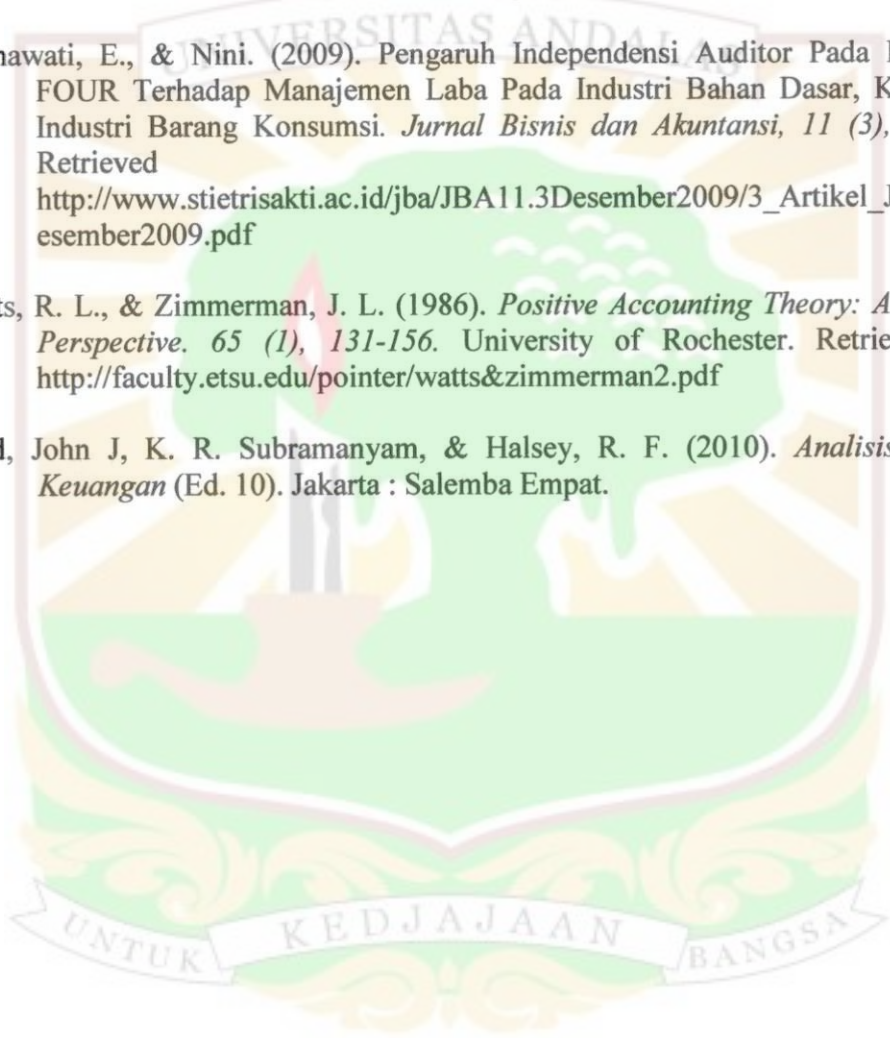 UNIVERSITAS ANDALAS
nawati, E., & Nini. (2009). Pengaruh Independensi Auditor Pada
FOUR Terhadap Manajemen Laba Pada Industri Bahan Dasar, K
Industri Barang Konsumsi. Jurnal Bisnis dan Akuntansi, 11 (3),
Retrieved
http://www.stietrisakti.ac.id/jba/JBA11.3Desember2009/3_Artikel_J
esember2009.pdf
ts, R. L., & Zimmerman, J. L. (1986). Positive Accounting Theory: A
Perspective. 65 (1), 131-156. University of Rochester. Retrie
http://faculty.etsu.edu/pointer/watts&zimmerman2.pdf
d, John J, K. R. Subramanyam, & Halsey, R. F. (2010). Analisis
Keuangan (Ed. 10). Jakarta : Salemba Empat.
UNTUK KEDJAJAAN BANGSA